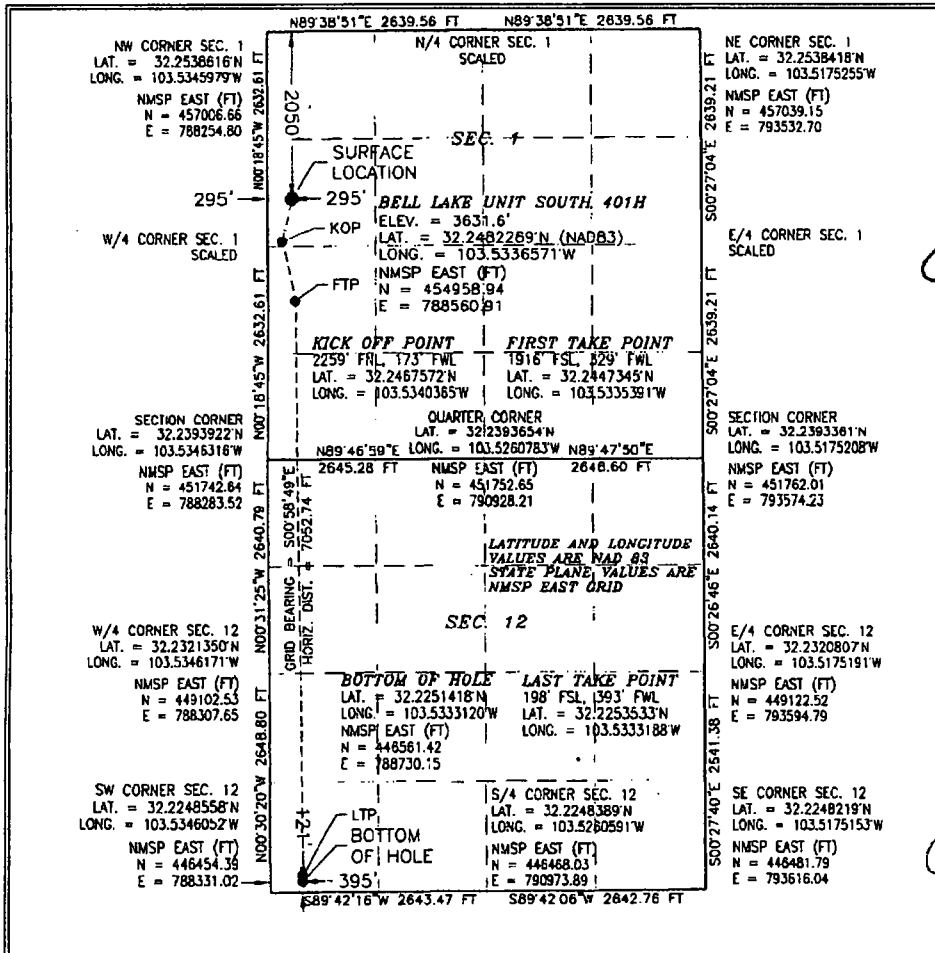 N89°38'51"E 2639.56 FT
N89°38'51"E 2639.56 FT
NW CORNER SEC. 1
LAT. = 32.2538616°N
LONG. = 103.5345979°W
NMSP EAST (FT)
N = 457006.66
E = 788254.80
N00°18'45"W 2632.61 FT
2050'
N/4 CORNER SEC. 1
SCALED
NE CORNER SEC. 1
LAT. = 32.2538418°N
LONG. = 103.5175255°W
NMSP EAST (FT)
N = 457039.15
E = 793532.70
S00°27'04"E 2639.21 FT
SEC. 1
SURFACE
LOCATION
295'
295'
BELL LAKE UNIT SOUTH 401H
ELEV. = 3631.6'
LAT. = 32.2482289°N (NAD83)
LONG. = 103.5336571°W
NMSP EAST (FT)
N = 454958.94
E = 788560.91
KOP
W/4 CORNER SEC. 1
SCALED
E/4 CORNER SEC. 1
SCALED
FTP
N00°18'45"W 2632.61 FT
S00°27'04"E 2639.21 FT
KICK OFF POINT
2259' FNL, 173' FWL
LAT. = 32.2467572°N
LONG. = 103.5340365°W
FIRST TAKE POINT
1916' FSL, 329' FWL
LAT. = 32.2447345°N
LONG. = 103.5335391°W
SECTION CORNER
LAT. = 32.2393922°N
LONG. = 103.5346316°W
NMSP EAST (FT)
N = 451742.64
E = 788283.52
QUARTER CORNER
LAT. = 32.2393654°N
LONG. = 103.5260783°W
N89°46'59"E
2645.28 FT
N89°47'50"E
2646.60 FT
NMSP EAST (FT)
N = 451752.65
E = 790928.21
SECTION CORNER
LAT. = 32.2393361°N
LONG. = 103.5175208°W
NMSP EAST (FT)
N = 451762.01
E = 793574.23
GRID BEARING = S00°58'49"E
HORIZ. DIST. = 7052.74 FT
N00°31'25"W 2640.79 FT
S00°26'46"E 2640.14 FT
LATITUDE AND LONGITUDE
VALUES ARE NAD 83
STATE PLANE VALUES ARE
NMSP EAST GRID
SEC. 12
W/4 CORNER SEC. 12
LAT. = 32.2321350°N
LONG. = 103.5346171°W
NMSP EAST (FT)
N = 449102.53
E = 788307.65
E/4 CORNER SEC. 12
LAT. = 32.2320807°N
LONG. = 103.5175191°W
NMSP EAST (FT)
N = 449122.52
E = 793594.79
BOTTOM OF HOLE
LAT. = 32.2251418°N
LONG. = 103.5333120°W
NMSP EAST (FT)
N = 446561.42
E = 788730.15
LAST TAKE POINT
198' FSL, 393' FWL
LAT. = 32.2253533°N
LONG. = 103.5333188°W
N00°30'20"W 2648.80 FT
S00°27'40"E 2541.38 FT
SW CORNER SEC. 12
LAT. = 32.2248558°N
LONG. = 103.5346052°W
NMSP EAST (FT)
N = 446454.39
E = 788331.02
LTP
BOTTOM
OF HOLE
395'
S/4 CORNER SEC. 12
LAT. = 32.2248389°N
LONG. = 103.5260591°W
NMSP EAST (FT)
N = 446468.03
E = 790973.89
SE CORNER SEC. 12
LAT. = 32.2248219°N
LONG. = 103.5175153°W
NMSP EAST (FT)
N = 446481.79
E = 793616.04
S89°42'16"W 2643.47 FT
S89°42'06"W 2642.76 FT